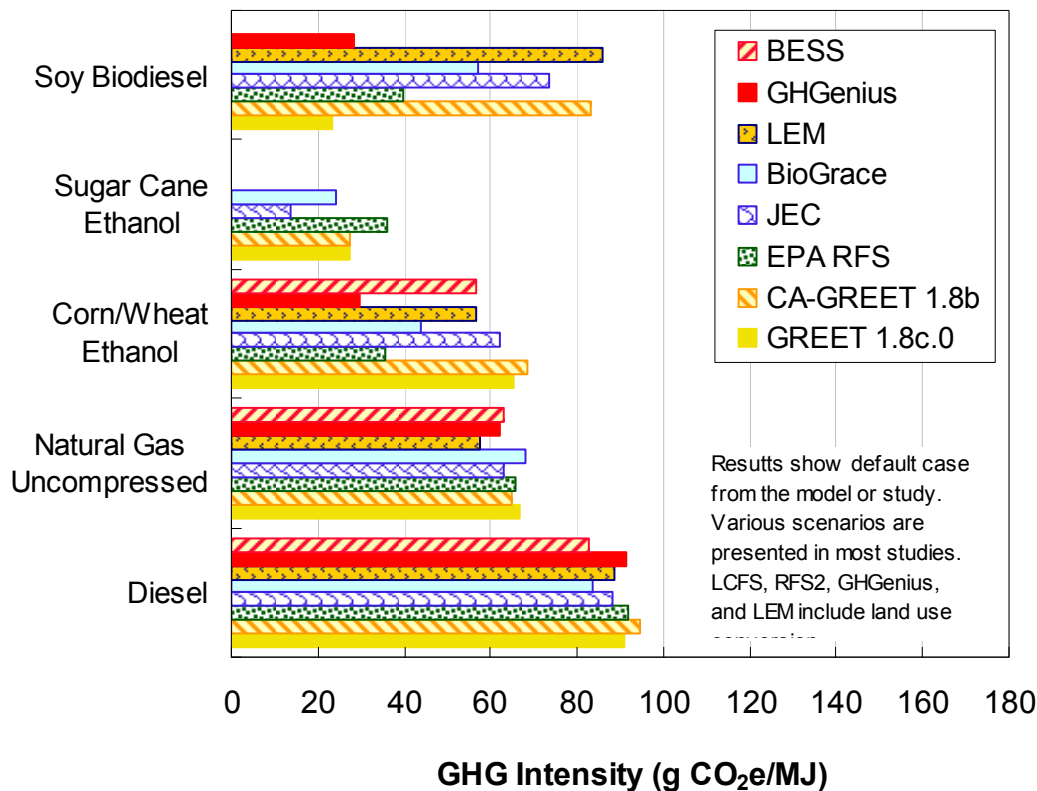 Soy Biodiesel
Sugar Cane
Ethanol
Corn/Wheat
Ethanol
Natural Gas
Uncompressed
Diesel
BESS
GHGenius
LEM
BioGrace
JEC
EPA RFS
CA-GREET 1.8b
GREET 1.8c.0
Resutts show default case
from the model or study.
Various scenarios are
presented in most studies.
LCFS, RFS2, GHGenius,
and LEM include land use
0 20 40 60 80 100 120 140 160 180
GHG Intensity (g CO₂e/MJ)